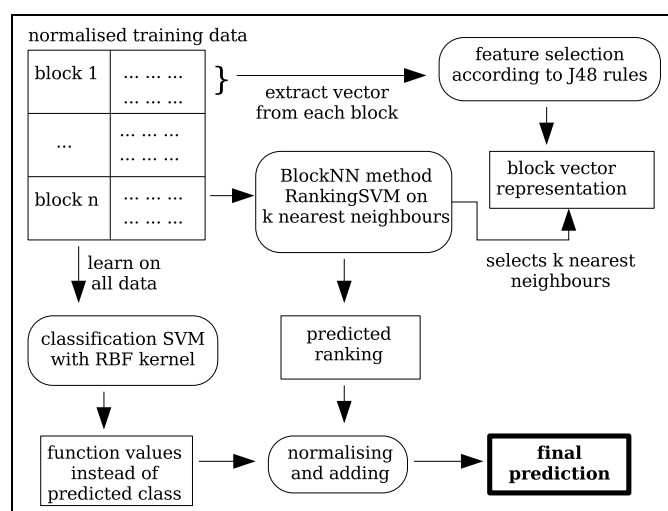 normalised training data
block 1
... ... ...
... ... ...
}
extract vector
from each block
feature selection
according to J48 rules
...
... ... ...
... ... ...
block vector
representation
block n
... ... ...
... ... ...
BlockNN method
RankingSVM on
k nearest neighbours
selects k nearest
neighbours
learn on
all data
classification SVM
with RBF kernel
predicted
ranking
function values
instead of
predicted class
normalising
and adding
final
prediction